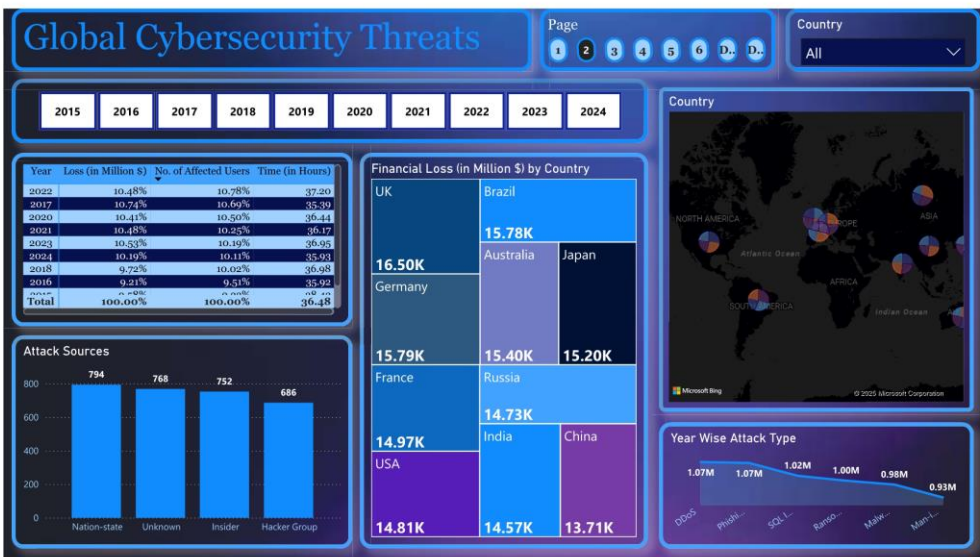 Global Cybersecurity Threats
Page
1 2 3 4 5 6 D.. D..
Country
All
2015 2016 2017 2018 2019 2020 2021 2022 2023 2024
Year Loss (in Million $) No. of Affected Users Time (in Hours)
2022 10.48% 10.78% 37.20
2017 10.74% 10.69% 35.39
2020 10.41% 10.50% 36.44
2021 10.48% 10.25% 36.17
2023 10.53% 10.19% 36.95
2024 10.19% 10.11% 35.93
2018 9.72% 10.02% 36.98
2016 9.21% 9.51% 35.92
Total 100.00% 100.00% 36.48
Attack Sources
800
600
400
200
0
794
768
752
686
Nation-state Unknown Insider Hacker Group
Financial Loss (in Million $) by Country
UK
16.50K
Germany
15.79K
France
14.97K
USA
14.81K
Brazil
15.78K
Australia
15.40K
Japan
15.20K
Russia
14.73K
India
14.57K
China
13.71K
Country
NORTH AMERICA
ASIA
Atlantic Ocean
AFRICA
Indian Ocean
Microsoft Bing
© 2025 Microsoft Corporation
Year Wise Attack Type
1.07M
1.07M
1.02M
1.00M
0.98M
0.93M
DDoS
Phishi...
SQL I...
Ranso...
Malw...
Man-i...